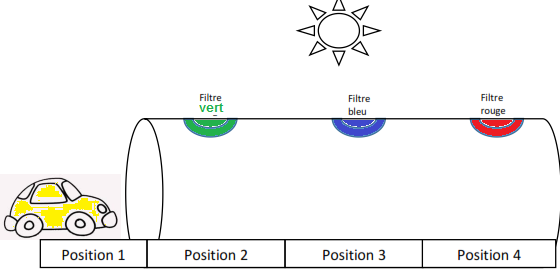 Filtre
vert
Filtre
bleu
Filtre
rouge
Position 1
Position 2
Position 3
Position 4